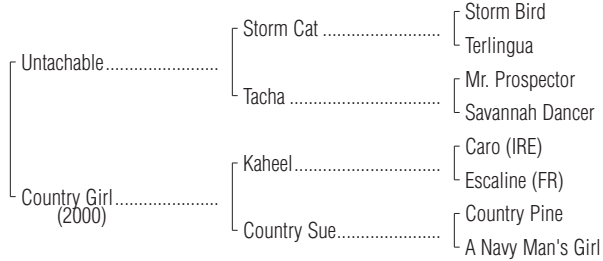 Storm Bird
Storm Cat ..........................
Terlingua
Untachable.........................
Mr. Prospector
Tacha .................................
Savannah Dancer
Caro (IRE)
Kaheel................................
Escaline (FR)
Country Girl.......................
(2000)
Country Pine
Country Sue.......................
A Navy Man's Girl